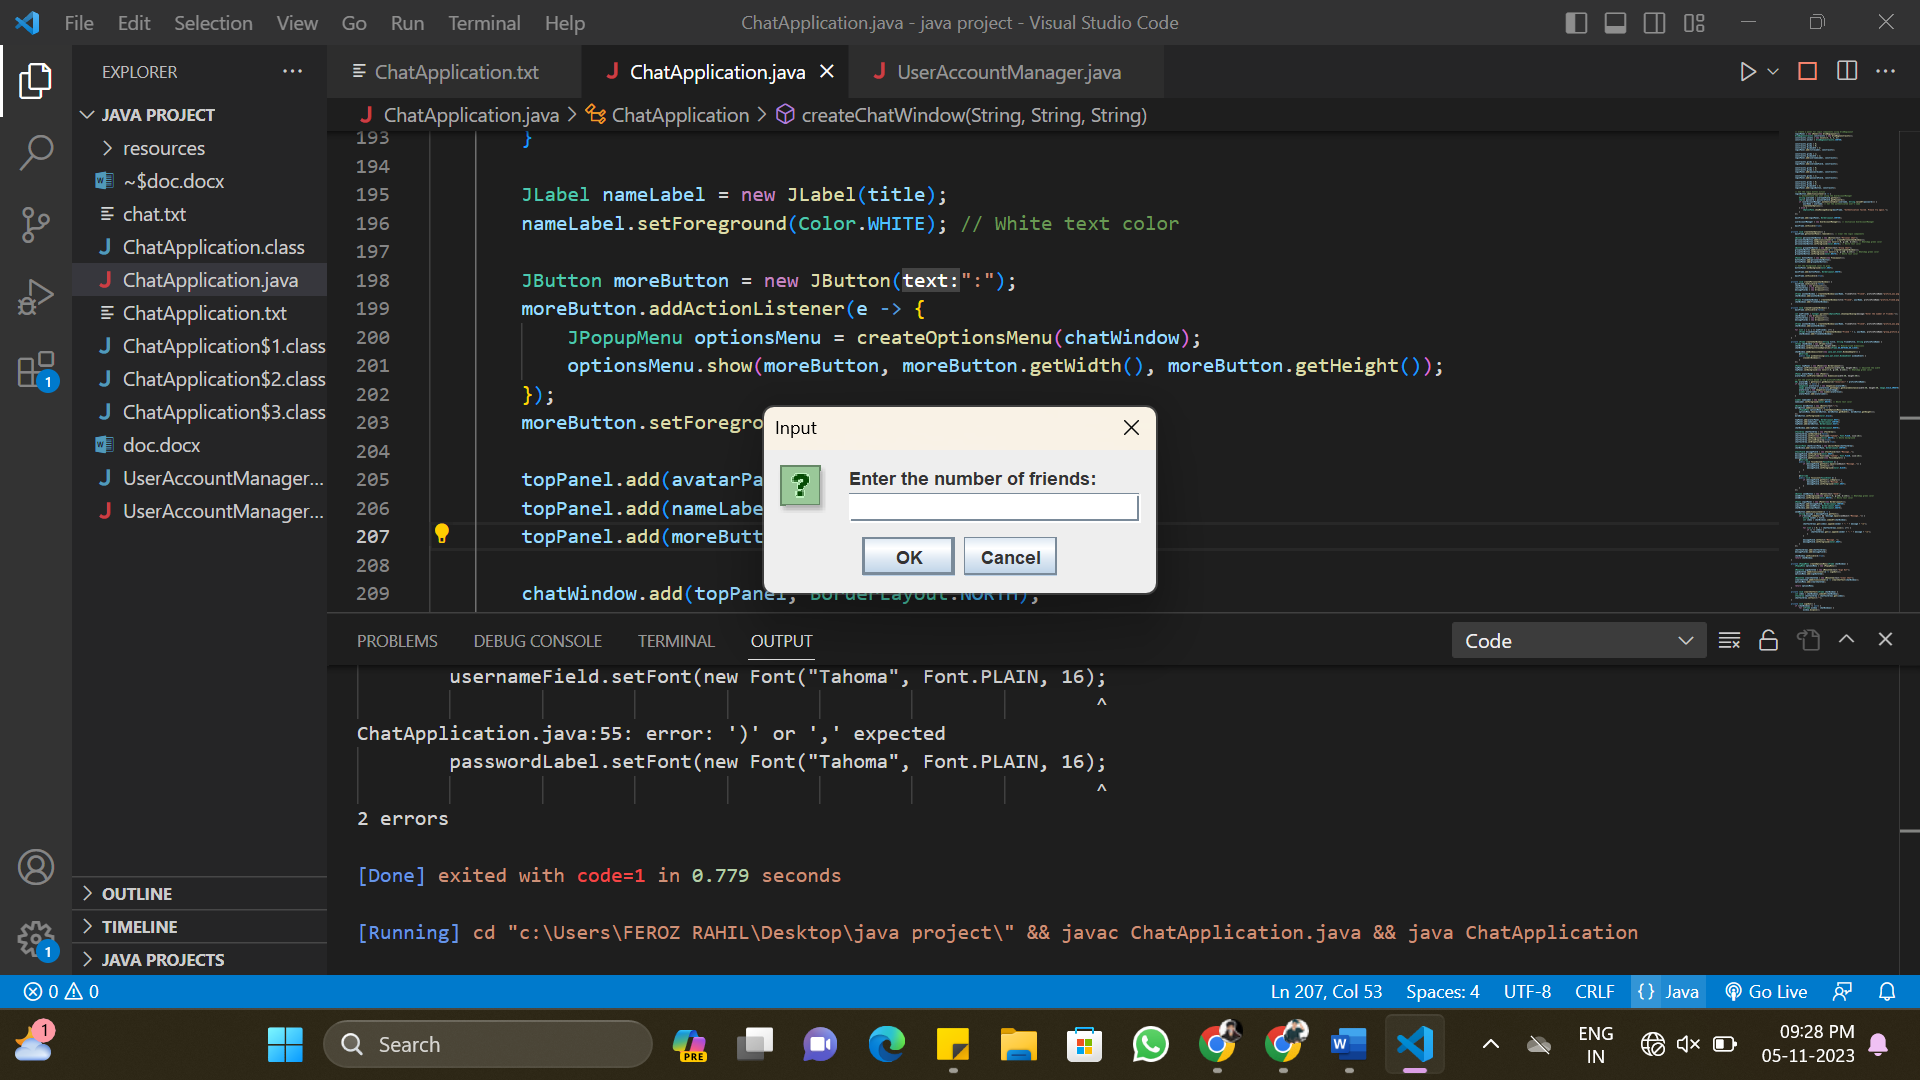 File Edit Selection View Go Run Terminal Help
ChatApplication.java - java project - Visual Studio Code
EXPLORER
ChatApplication.txt
ChatApplication.java
UserAccountManager.java
JAVA PROJECT
ChatApplication.java > ChatApplication > createChatWindow(String, String, String)
resources
~$doc.docx
chat.txt
ChatApplication.class
ChatApplication.java
ChatApplication.txt
ChatApplication$1.class
ChatApplication$2.class
ChatApplication$3.class
doc.docx
UserAccountManager...
UserAccountManager...
193 }
194
195 JLabel nameLabel = new JLabel(title);
196 nameLabel.setForeground(Color.WHITE); // White text color
197
198 JButton moreButton = new JButton(text:":");
199 moreButton.addActionListener(e -> {
200 JPopupMenu optionsMenu = createOptionsMenu(chatWindow);
201 optionsMenu.show(moreButton, moreButton.getWidth(), moreButton.getHeight());
202 });
203 moreButton.setForegro
204
205 topPanel.add(avatarPa
206 topPanel.add(nameLabe
207 topPanel.add(moreButt
208
209 chatWindow.add(topPanel, BorderLayout.NORTH);
Input
Enter the number of friends:
OK Cancel
PROBLEMS DEBUG CONSOLE TERMINAL OUTPUT
Code
usernameField.setFont(new Font("Tahoma", Font.PLAIN, 16);
^
ChatApplication.java:55: error: ')' or ',' expected
passwordLabel.setFont(new Font("Tahoma", Font.PLAIN, 16);
^
2 errors
[Done] exited with code=1 in 0.779 seconds
[Running] cd "c:\Users\FEROZ RAHIL\Desktop\java project\" && javac ChatApplication.java && java ChatApplication
1
1
OUTLINE
TIMELINE
JAVA PROJECTS
0 0
Ln 207, Col 53 Spaces: 4 UTF-8 CRLF {} Java Go Live
1
Search
PRE
ENG
IN
09:28 PM
05-11-2023